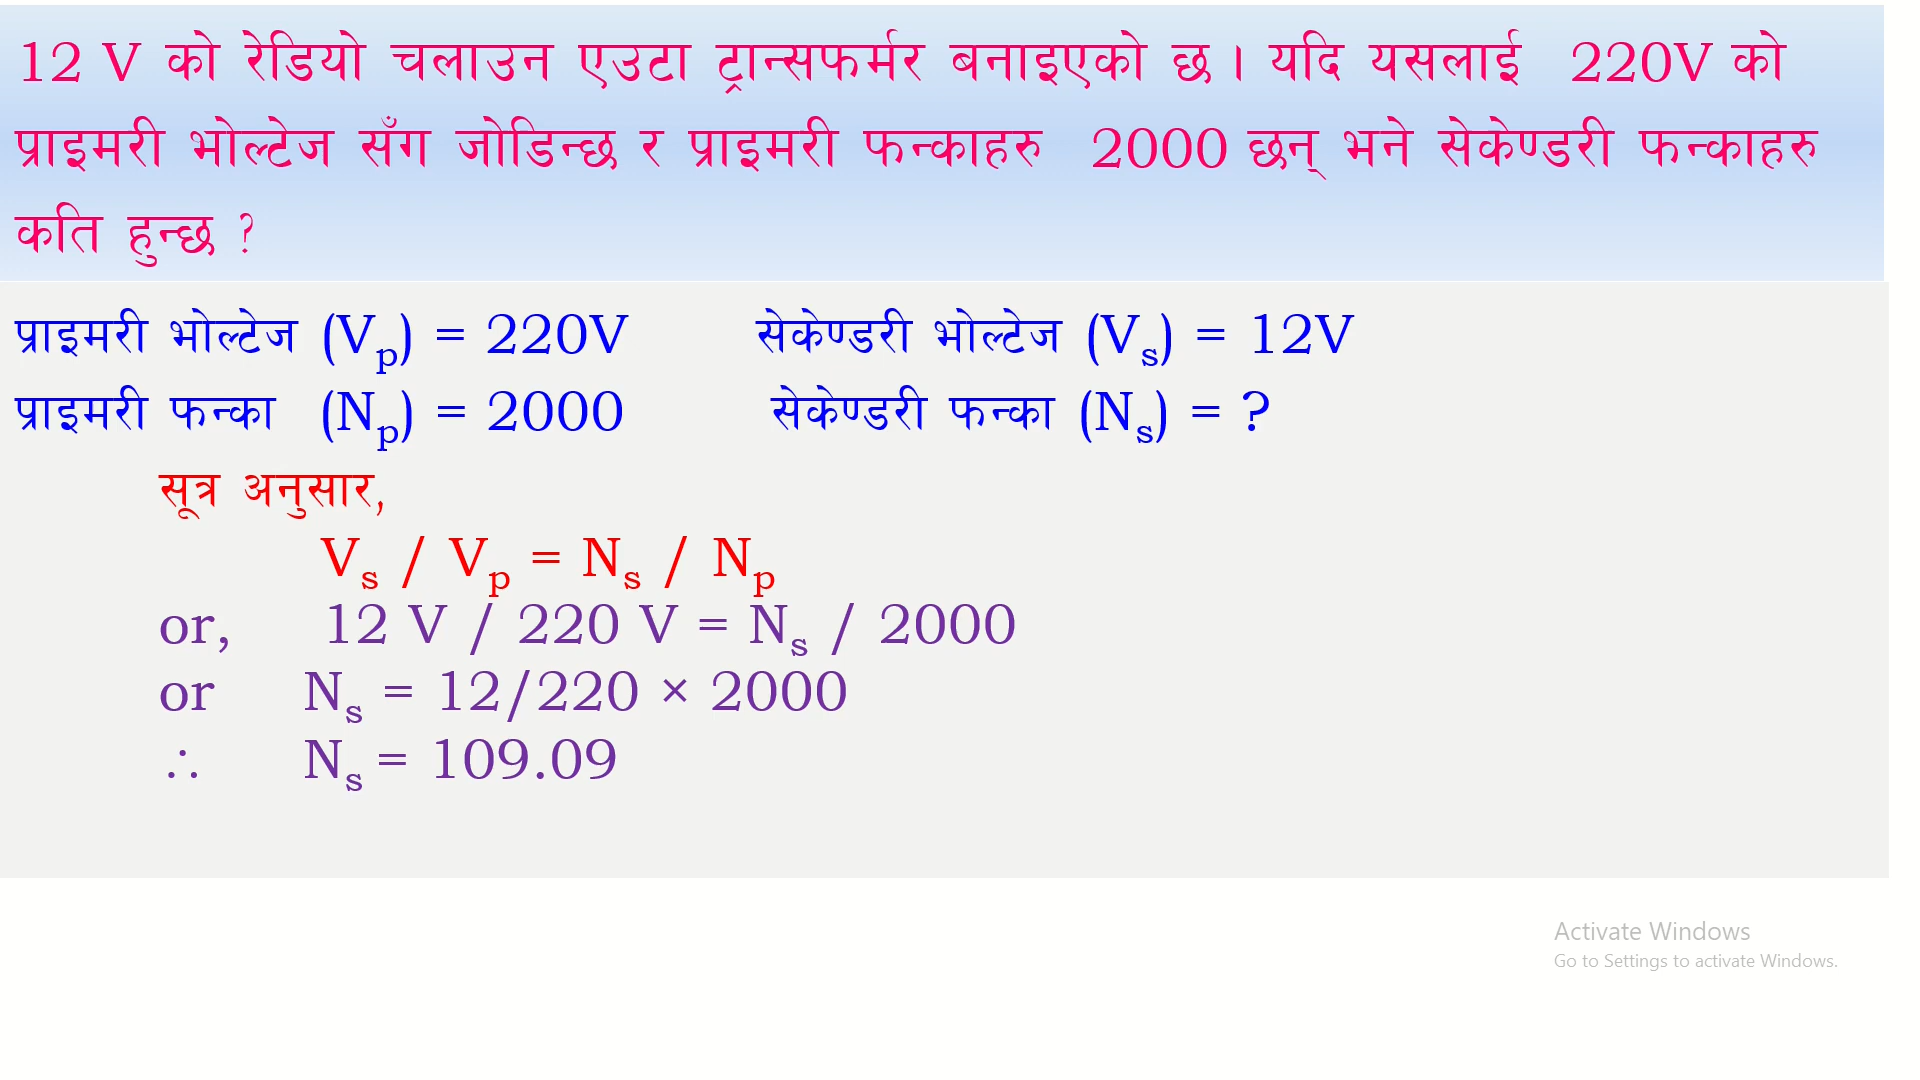 12 V को रेडियो चलाउन एउटा ट्रान्सफर्मर बनाइएको छ । यदि यसलाई 220V को
प्राइमरी भोल्टेज सँग जोडिन्छ र प्राइमरी फन्काहरु 2000 छन् भने सेकेण्डरी फन्काहरु
कति हुन्छ ?
प्राइमरी भोल्टेज (Vₚ) = 220V सेकेण्डरी भोल्टेज (Vₛ) = 12V
प्राइमरी फन्का (Nₚ) = 2000 सेकेण्डरी फन्का (Nₛ) = ?
सूत्र अनुसार,
Vₛ / Vₚ = Nₛ / Nₚ
or, 12 V / 220 V = Nₛ / 2000
or Nₛ = 12/220 × 2000
∴ Nₛ = 109.09
Activate Windows
Go to Settings to activate Windows.